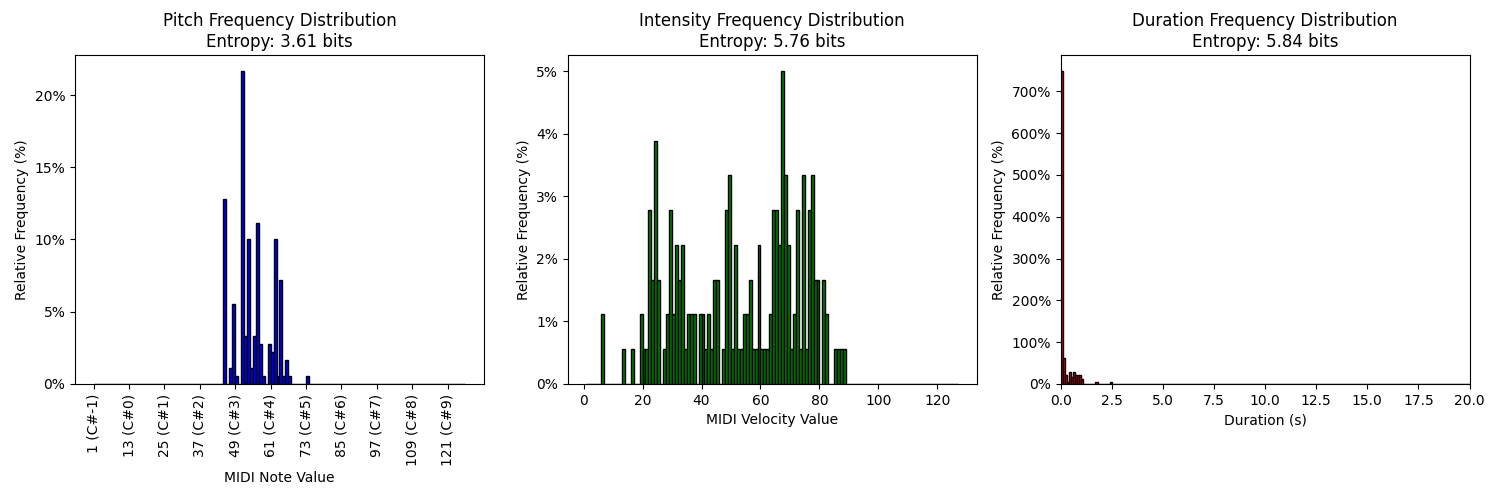 Pitch Frequency Distribution
Entropy: 3.61 bits
Relative Frequency (%)
20%
15%
10%
5%
0%
1 (C#-1)
13 (C#0)
25 (C#1)
37 (C#2)
49 (C#3)
61 (C#4)
73 (C#5)
85 (C#6)
97 (C#7)
109 (C#8)
121 (C#9)
MIDI Note Value
Intensity Frequency Distribution
Entropy: 5.76 bits
Relative Frequency (%)
5%
4%
3%
2%
1%
0%
0 20 40 60 80 100 120
MIDI Velocity Value
Duration Frequency Distribution
Entropy: 5.84 bits
Relative Frequency (%)
700%
600%
500%
400%
300%
200%
100%
0%
0.0 2.5 5.0 7.5 10.0 12.5 15.0 17.5 20.0
Duration (s)